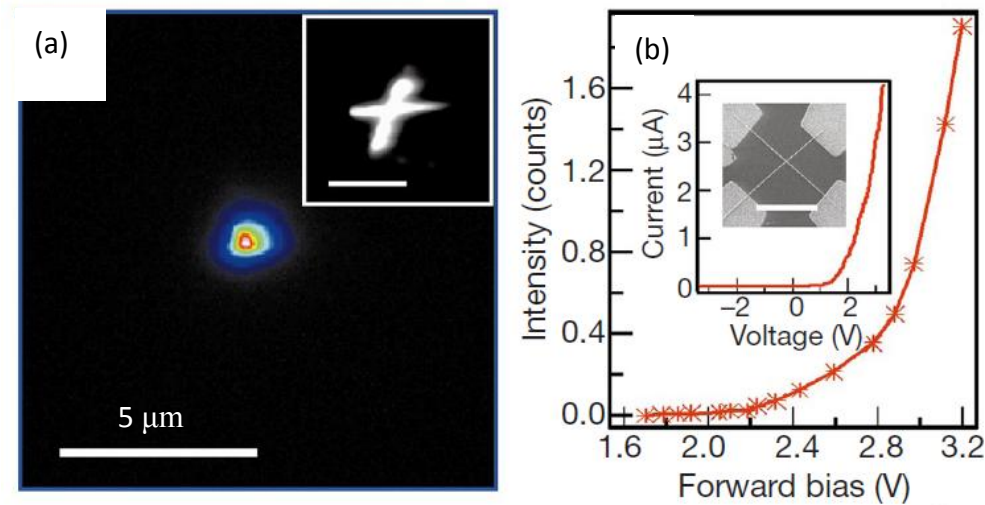 (a)
5 μm
(b)
Intensity (counts)
1.6
1.2
0.8
0.4
0.0
1.6 2.0 2.4 2.8 3.2
Forward bias (V)
Current (μA)
4
3
2
1
0
−2 0 2
Voltage (V)